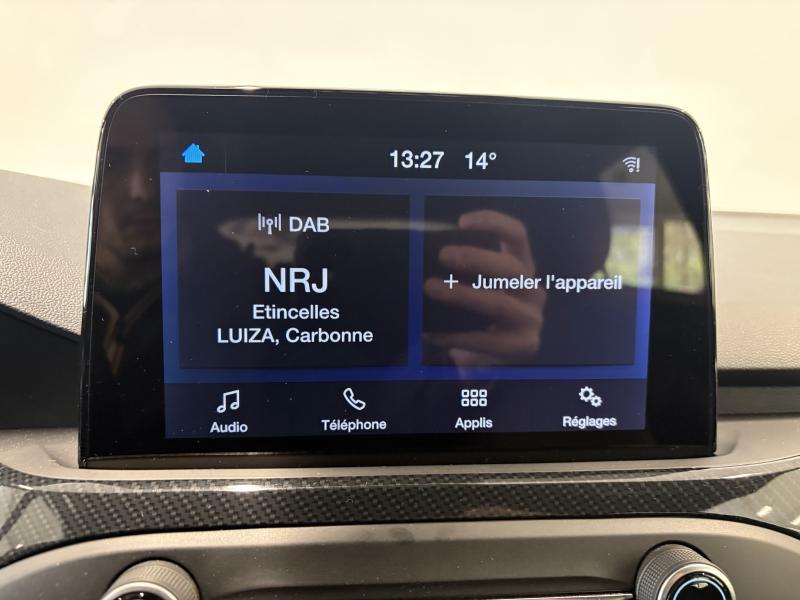 13:27 14°
DAB
NRJ
Etincelles
LUIZA, Carbonne
+ Jumeler l'appareil
Audio
Téléphone
Applis
Réglages